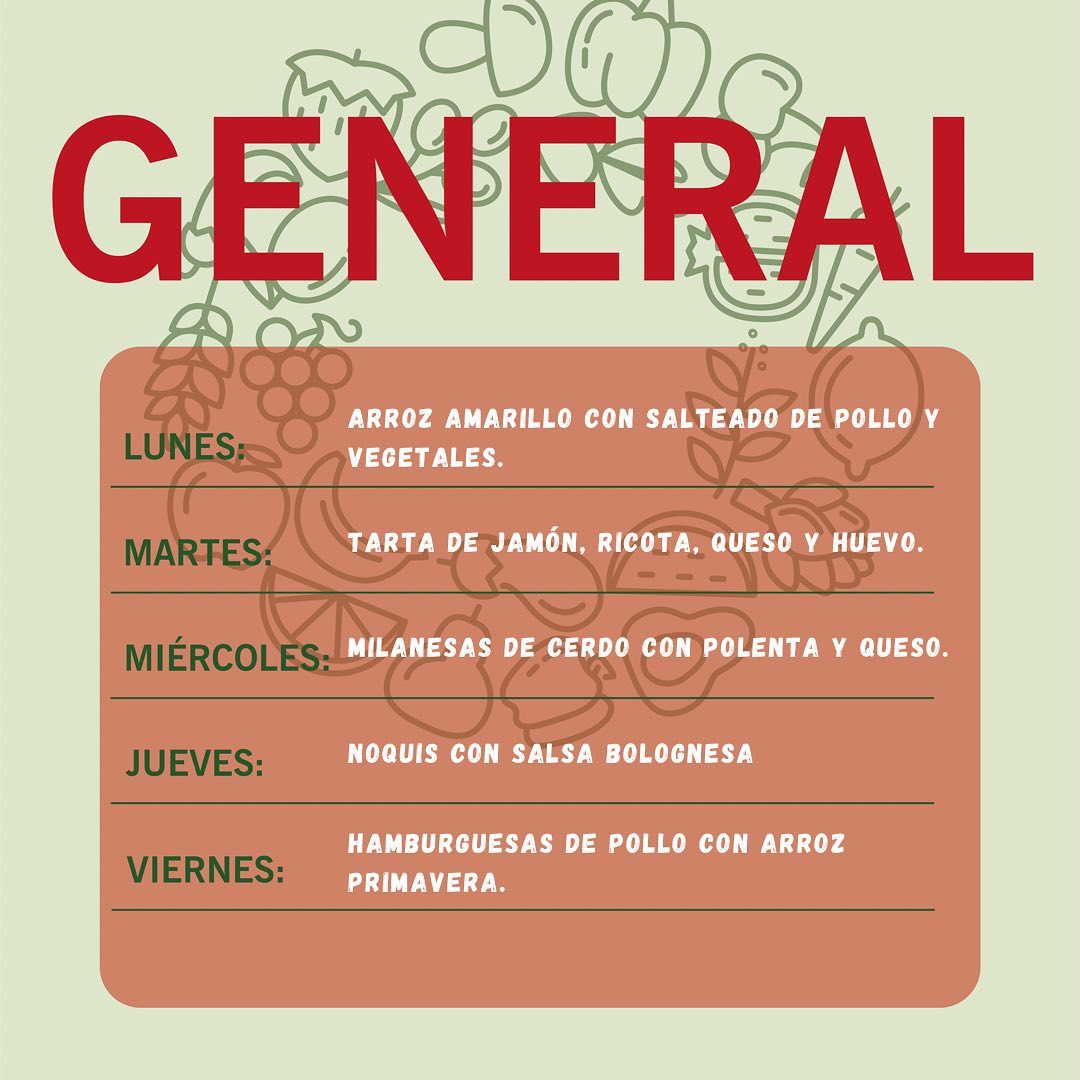 GENERAL
LUNES:
ARROZ AMARILLO CON SALTEADO DE POLLO Y
VEGETALES.
MARTES:
TARTA DE JAMÓN, RICOTA, QUESO Y HUEVO.
MIÉRCOLES:
MILANESAS DE CERDO CON POLENTA Y QUESO.
JUEVES:
NOQUIS CON SALSA BOLOGNESA
VIERNES:
HAMBURGUESAS DE POLLO CON ARROZ
PRIMAVERA.